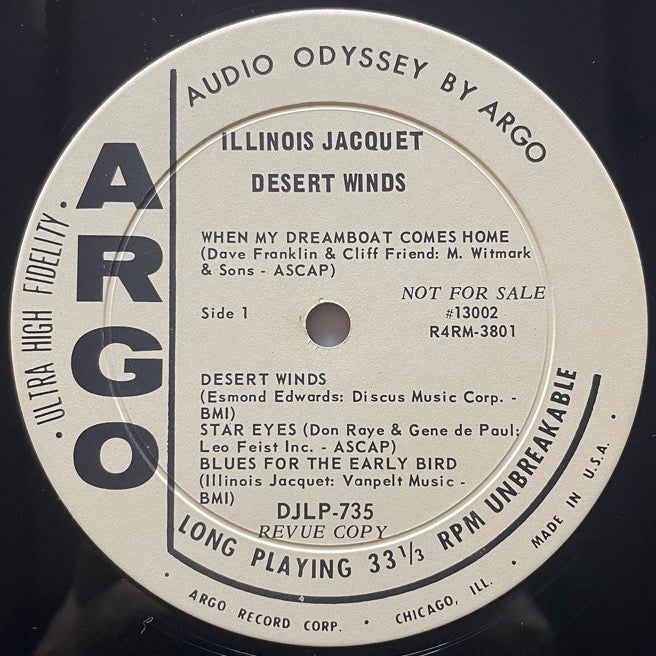 AUDIO ODYSSEY BY ARGO
ARGO
· ULTRA HIGH FIDELITY ·
ILLINOIS JACQUET
DESERT WINDS
WHEN MY DREAMBOAT COMES HOME
(Dave Franklin & Cliff Friend: M. Witmark
& Sons - ASCAP)
NOT FOR SALE
Side 1
#13002
R4RM-3801
DESERT WINDS
(Esmond Edwards: Discus Music Corp. -
BMI)
STAR EYES (Don Raye & Gene de Paul:
Leo Feist Inc. - ASCAP)
BLUES FOR THE EARLY BIRD
(Illinois Jacquet: Vanpelt Music -
BMI)
DJLP-735
REVUE COPY
LONG PLAYING 33 1/3 RPM UNBREAKABLE
· ARGO RECORD CORP. · CHICAGO, ILL. · MADE IN U.S.A. ·